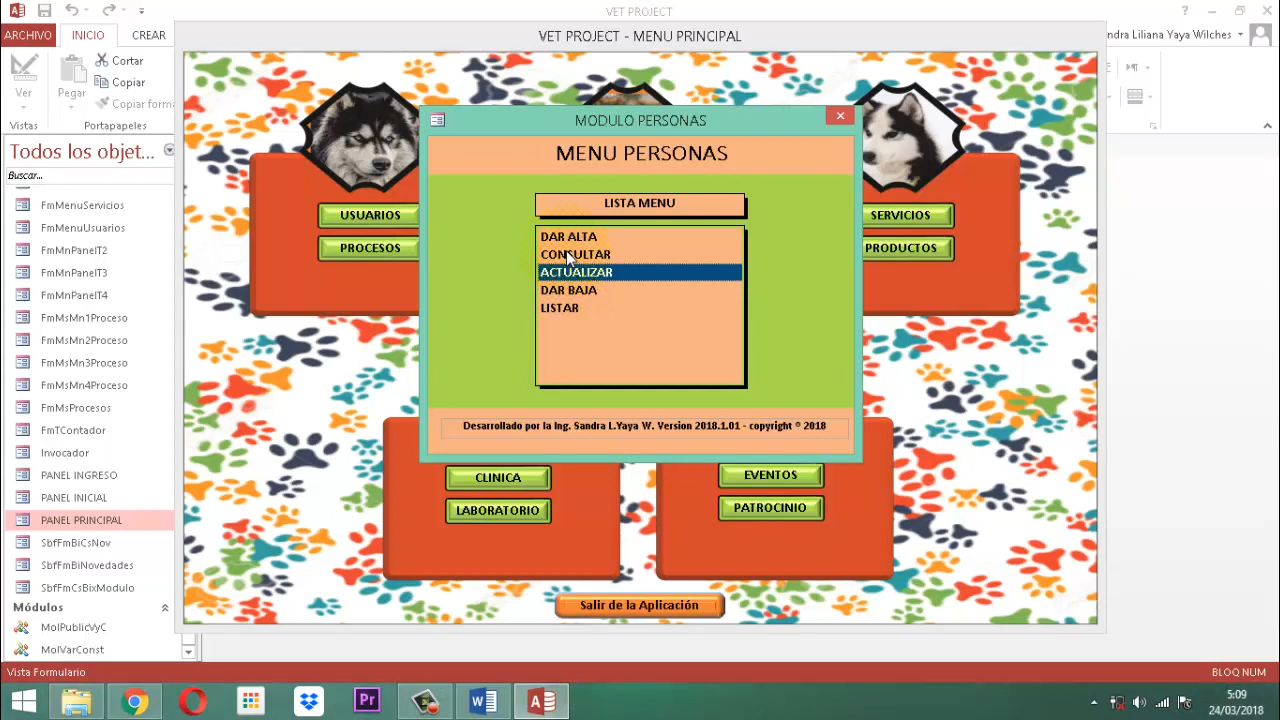 VET PROJECT
ARCHIVO
INICIO
CREAR
ndra Liliana Yaya Wilches
Ver
Pegar
Cortar
Copiar
Copiar forma
Vistas
Portapapeles
VET PROJECT - MENU PRINCIPAL
Todos los objet...
Buscar...
FmMenuServicios
FmMenuUsuarios
FmMnPanelT2
FmMnPanelT3
FmMnPanelT4
FmMsMn1Proceso
FmMsMn2Proceso
FmMsMn3Proceso
FmMsMn4Proceso
FmMsProcesos
FmTContador
Invocador
PANEL INGRESO
PANEL INICIAL
PANEL PRINCIPAL
SbfFmBiCsNov
SbfFmBiNovedades
SbfFmCsBixModulo
Módulos
MolPublicVyC
MolVarConst
USUARIOS
PROCESOS
SERVICIOS
PRODUCTOS
MODULO PERSONAS
MENU PERSONAS
LISTA MENU
DAR ALTA
CONSULTAR
ACTUALIZAR
DAR BAJA
LISTAR
Desarrollado por la Ing. Sandra L.Yaya W. Version 2018.1.01 - copyright © 2018
CLINICA
LABORATORIO
EVENTOS
PATROCINIO
Salir de la Aplicación
Vista Formulario
BLOQ NUM
Pr
5:09
24/03/2018